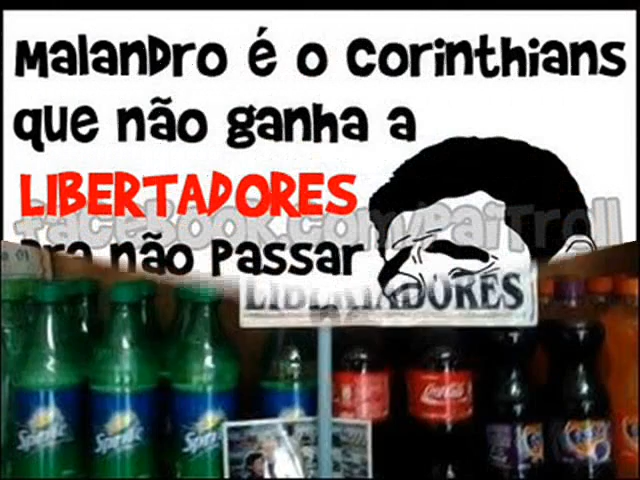 Malandro é o Corinthians
que não ganha a
LIBERTADORES
facebook.com/PaiTroll
não passar
LIBERTADORES
Sprite
Sprite
Sprite
Coca-Cola